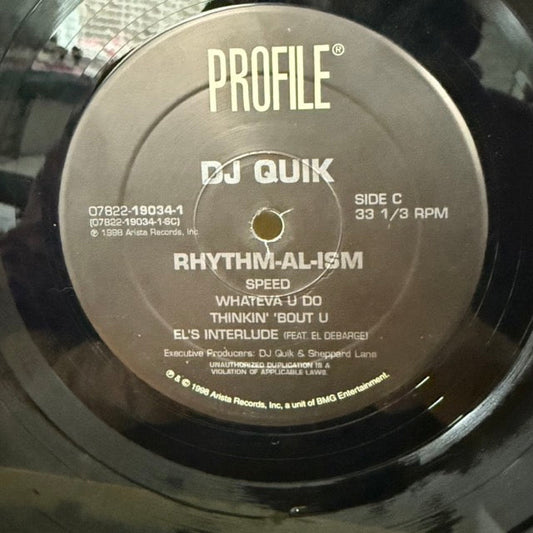 PROFILE®
DJ QUIK
07822-19034-1
(07822-19034-1-SC)
℗ 1998 Arista Records, Inc
SIDE C
33 1/3 RPM
RHYTHM-AL-ISM
SPEED
WHATEVA U DO
THINKIN' 'BOUT U
EL'S INTERLUDE (FEAT. EL DEBARGE)
Executive Producers: DJ Quik & Sheppard Lane
UNAUTHORIZED DUPLICATION IS A
VIOLATION OF APPLICABLE LAWS.
℗ & © 1998 Arista Records, Inc, a unit of BMG Entertainment.